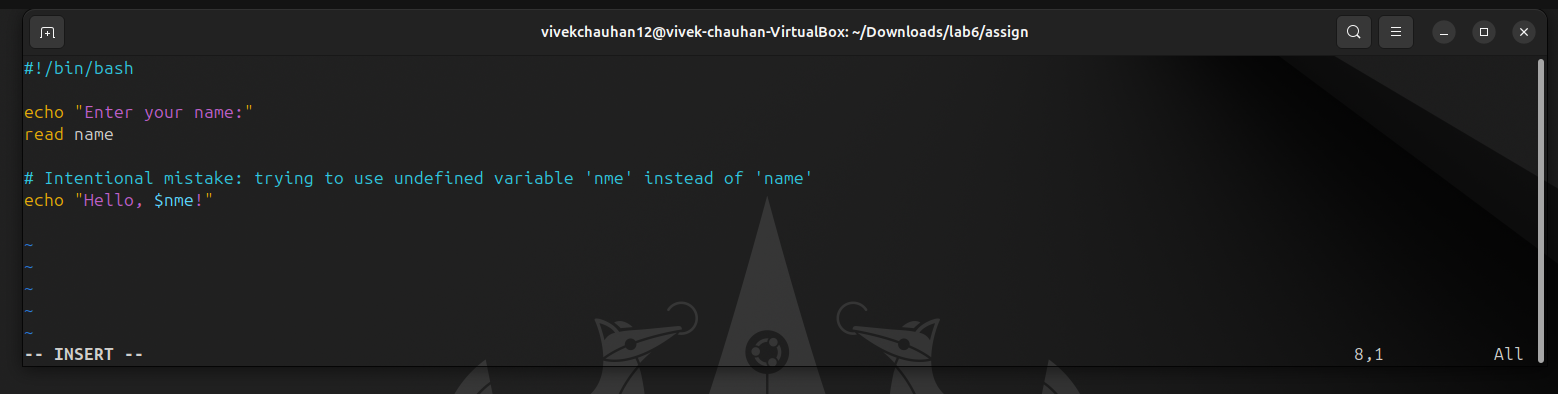 vivekchauhan12@vivek-chauhan-VirtualBox: ~/Downloads/lab6/assign
#!/bin/bash
echo "Enter your name:"
read name
# Intentional mistake: trying to use undefined variable 'nme' instead of 'name'
echo "Hello, $nme!"
~
~
~
~
~
-- INSERT -- 8,1 All